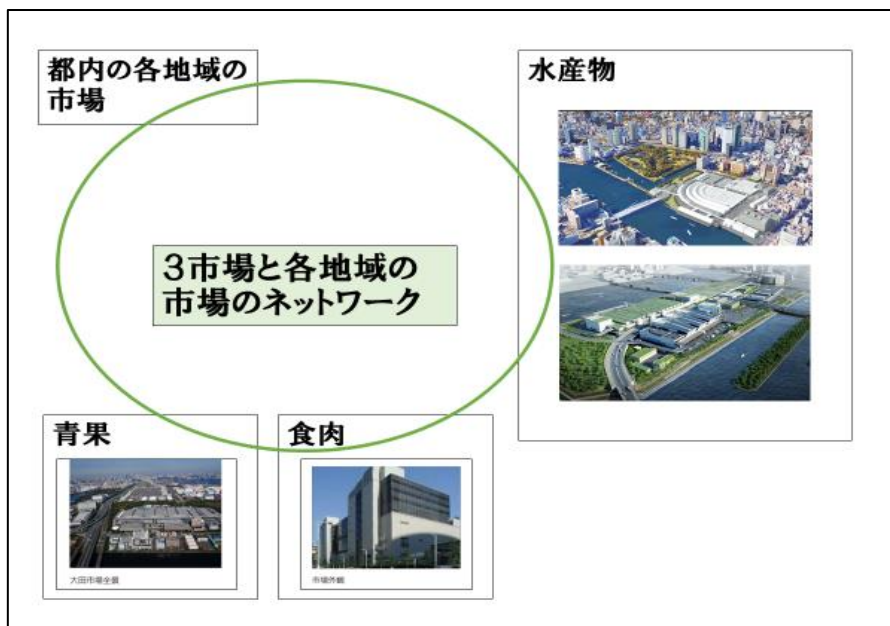 都内の各地域の
市場
水産物
３市場と各地域の
市場のネットワーク
青果
食肉
大田市場全景
市場外観